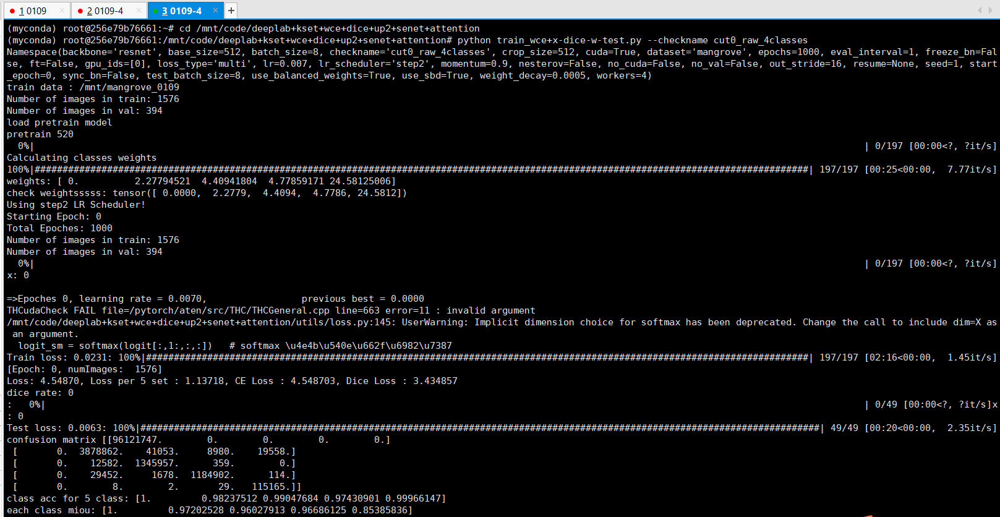 1 0109 × 2 0109-4 × 3 0109-4 × +
(myconda) root@256e79b76661:~# cd /mnt/code/deeplab+kset+wce+dice+up2+senet+attention
(myconda) root@256e79b76661:/mnt/code/deeplab+kset+wce+dice+up2+senet+attention# python train_wce+x-dice-w-test.py --checkname cut0_raw_4classes
Namespace(backbone='resnet', base_size=512, batch_size=8, checkname='cut0_raw_4classes', crop_size=512, cuda=True, dataset='mangrove', epochs=1000, eval_interval=1, freeze_bn=Fal
se, ft=False, gpu_ids=[0], loss_type='multi', lr=0.007, lr_scheduler='step2', momentum=0.9, nesterov=False, no_cuda=False, no_val=False, out_stride=16, resume=None, seed=1, start
_epoch=0, sync_bn=False, test_batch_size=8, use_balanced_weights=True, use_sbd=True, weight_decay=0.0005, workers=4)
train data : /mnt/mangrove_0109
Number of images in train: 1576
Number of images in val: 394
load pretrain model
pretrain 520
0%| | 0/197 [00:00<?, ?it/s]
Calculating classes weights
100%|###########################################################################################################################################| 197/197 [00:25<00:00, 7.77it/s]
weights: [ 0. 2.27794521 4.40941804 4.77859171 24.58125006]
check weightsssss: tensor([ 0.0000, 2.2779, 4.4094, 4.7786, 24.5812])
Using step2 LR Scheduler!
Starting Epoch: 0
Total Epoches: 1000
Number of images in train: 1576
Number of images in val: 394
0%| | 0/197 [00:00<?, ?it/s]
x: 0
=>Epoches 0, learning rate = 0.0070, previous best = 0.0000
THCudaCheck FAIL file=/pytorch/aten/src/THC/THCGeneral.cpp line=663 error=11 : invalid argument
/mnt/code/deeplab+kset+wce+dice+up2+senet+attention/utils/loss.py:145: UserWarning: Implicit dimension choice for softmax has been deprecated. Change the call to include dim=X as
an argument.
logit_sm = softmax(logit[:,1:,:,:]) # softmax \u4e4b\u540e\u662f\u6982\u7387
Train loss: 0.0231: 100%|#######################################################################################################################| 197/197 [02:16<00:00, 1.45it/s]
[Epoch: 0, numImages: 1576]
Loss: 4.54870, Loss per 5 set : 1.13718, CE Loss : 4.548703, Dice Loss : 3.434857
dice rate: 0
: 0%| | 0/49 [00:00<?, ?it/s]x
: 0
Test loss: 0.0063: 100%|##########################################################################################################################| 49/49 [00:20<00:00, 2.35it/s]
confusion matrix [[96121747. 0. 0. 0. 0.]
[ 0. 3878862. 41053. 8980. 19558.]
[ 0. 12582. 1345957. 359. 0.]
[ 0. 29452. 1678. 1184902. 114.]
[ 0. 8. 2. 29. 115165.]]
class acc for 5 class: [1. 0.98237512 0.99047684 0.97430901 0.99966147]
each class miou: [1. 0.97202528 0.96027913 0.96686125 0.85385836]